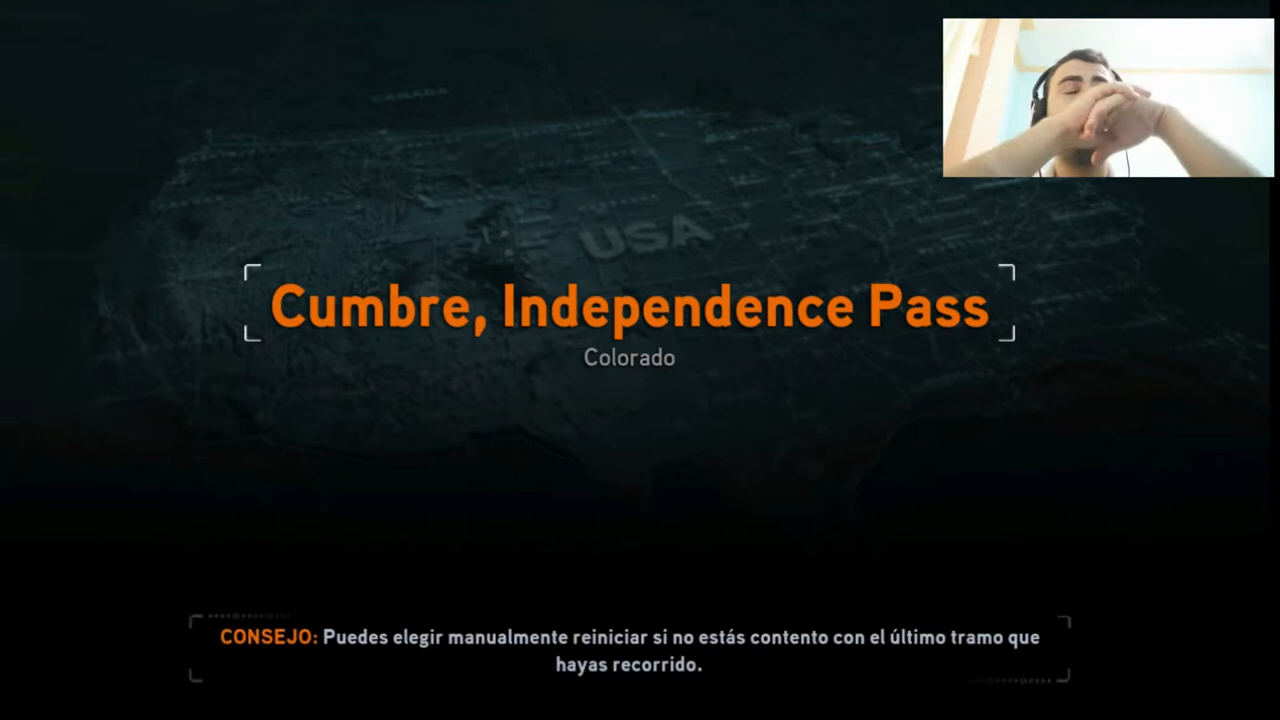 CANADA
USA
Cumbre, Independence Pass
Colorado
CONSEJO: Puedes elegir manualmente reiniciar si no estás contento con el último tramo que
hayas recorrido.